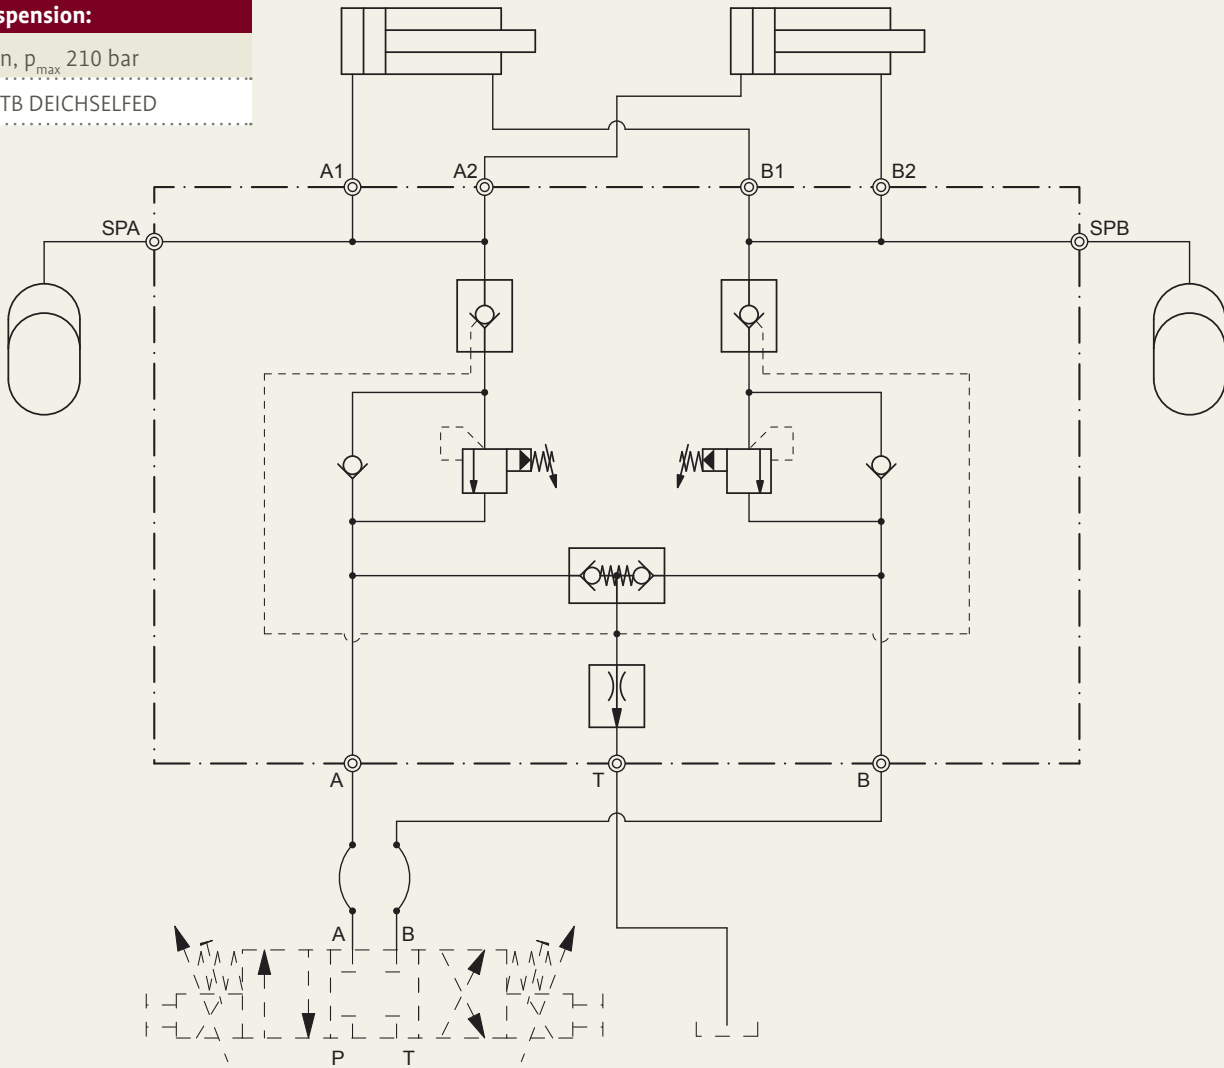 spension:
n, pmax 210 bar
TB DEICHSELFED
A1
A2
B1
B2
SPA
SPB
A
T
B
A
B
P
T